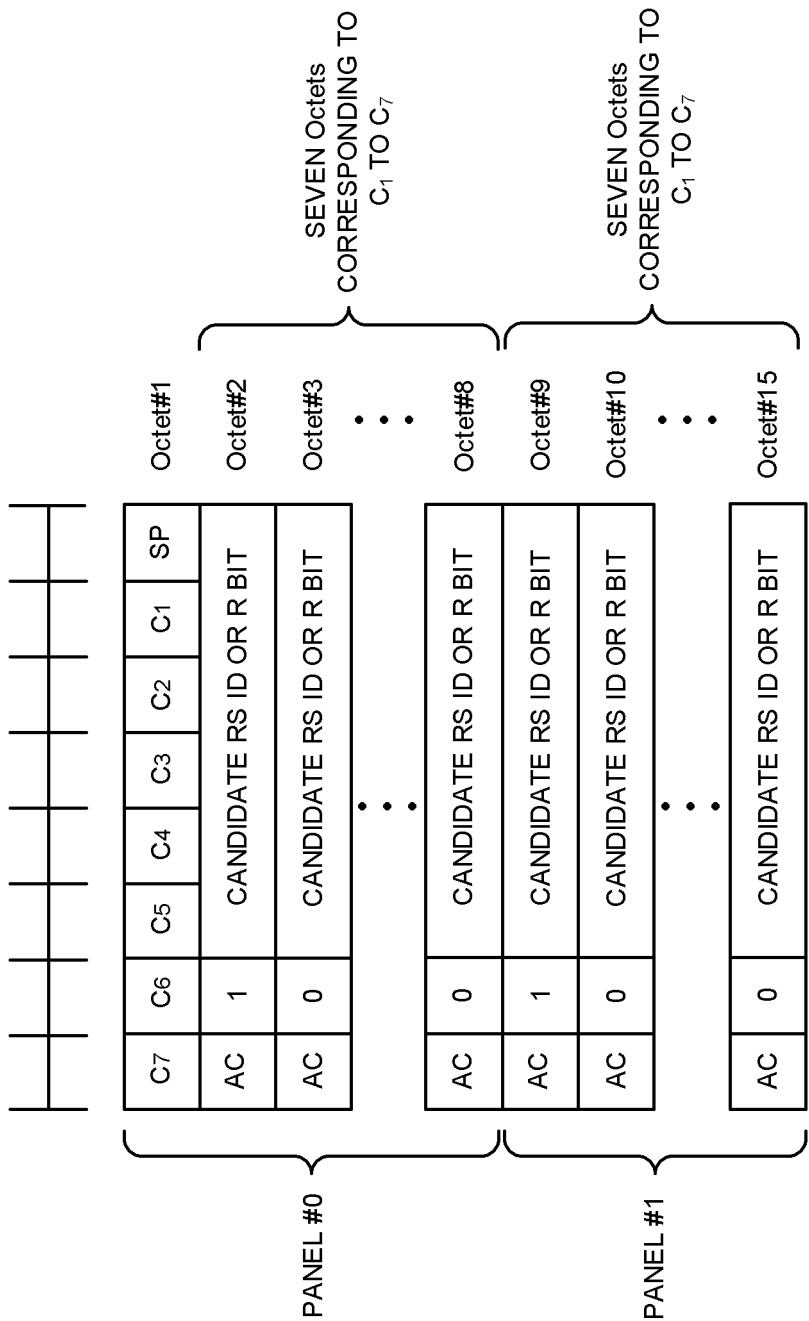 C7 C6 C5 C4 C3 C2 C1 SP Octet#1
AC 1 CANDIDATE RS ID OR R BIT Octet#2
AC 0 CANDIDATE RS ID OR R BIT Octet#3
AC 0 CANDIDATE RS ID OR R BIT Octet#8
PANEL #0
SEVEN Octets
CORRESPONDING TO
C1 TO C7
AC 1 CANDIDATE RS ID OR R BIT Octet#9
AC 0 CANDIDATE RS ID OR R BIT Octet#10
AC 0 CANDIDATE RS ID OR R BIT Octet#15
PANEL #1
SEVEN Octets
CORRESPONDING TO
C1 TO C7